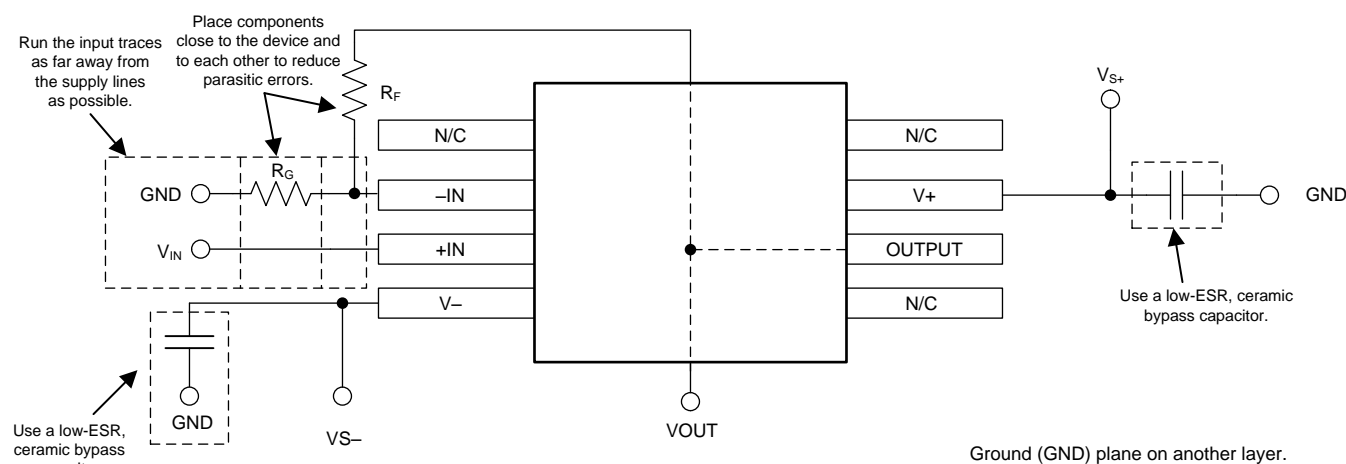 Place components
close to the device and
to each other to reduce
parasitic errors.
Run the input traces
as far away from
the supply lines
as possible.
RF
VS+
N/C
N/C
RG
GND
–IN
V+
GND
VIN
+IN
OUTPUT
V–
N/C
Use a low-ESR, ceramic
bypass capacitor.
GND
VS–
VOUT
Use a low-ESR,
ceramic bypass
Ground (GND) plane on another layer.